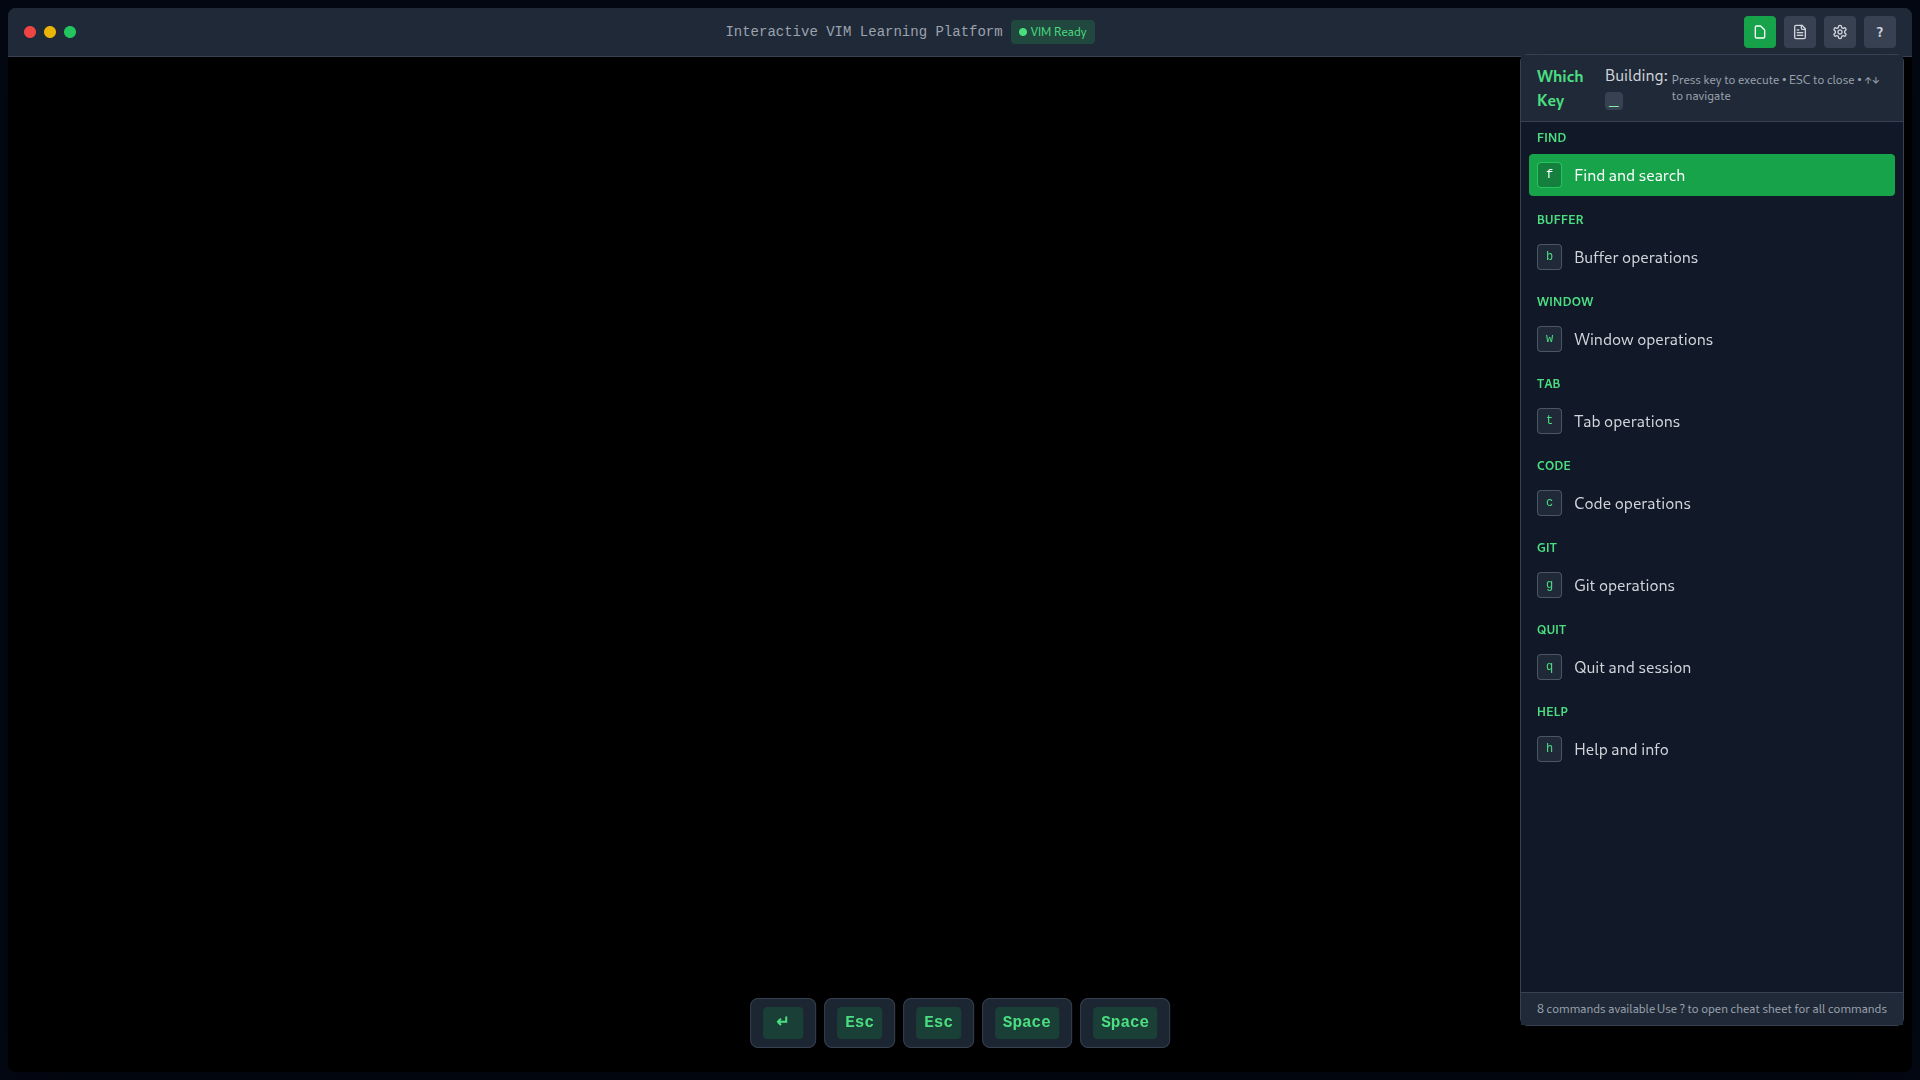 Interactive VIM Learning Platform
VIM Ready
?
Which
Key
Building:
_
Press key to execute • ESC to close • ↑↓
to navigate
FIND
f Find and search
BUFFER
b Buffer operations
WINDOW
w Window operations
TAB
t Tab operations
CODE
c Code operations
GIT
g Git operations
QUIT
q Quit and session
HELP
h Help and info
8 commands available Use ? to open cheat sheet for all commands
↵ Esc Esc Space Space